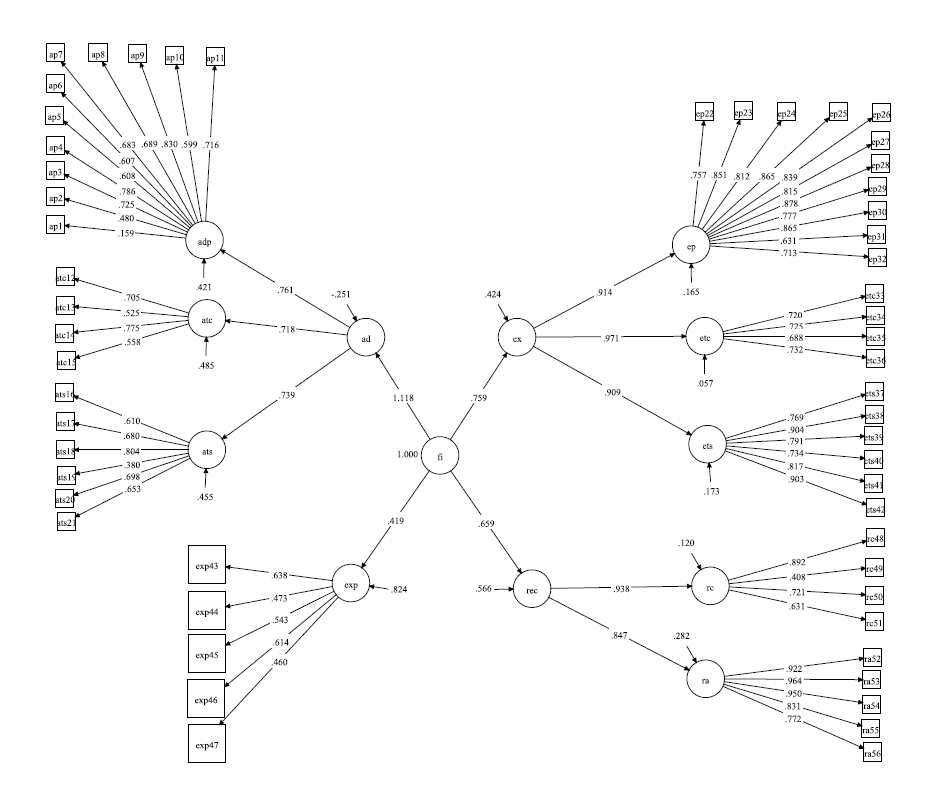 ap7 ap8 ap9 ap10 ap11
ap6
ap5
ap4
ap3
ap2
ap1
.683 .689 .830 .599 .716
.607
.608
.786
.725
.480
.159
adp
.421
atc12
atc13
atc14
atc15
.705
.525
.775
.558
atc
.485
ats16
ats17
ats18
ats19
ats20
ats21
.610
.680
.804
.380
.698
.653
ats
.455
.761
.718
.739
-.251
ad
1.118
1.000
fi
.759
.419
.659
.424
ex
.914
.971
.909
ep22 ep23 ep24 ep25 ep26
ep27
ep28
ep29
ep30
ep31
ep32
.757 .851 .812 .865 .839
.815
.878
.777
.865
.631
.713
ep
.165
etc33
etc34
etc35
etc36
.720
.725
.688
.732
etc
.057
ets37
ets38
ets39
ets40
ets41
ets42
.769
.904
.791
.734
.817
.903
ets
.173
exp43
exp44
exp45
exp46
exp47
.638
.473
.543
.614
.460
exp
.824
.566
rec
.938
.847
.120
rc
.892
.408
.721
.631
rc48
rc49
rc50
rc51
.282
ra
.922
.964
.950
.831
.772
ra52
ra53
ra54
ra55
ra56